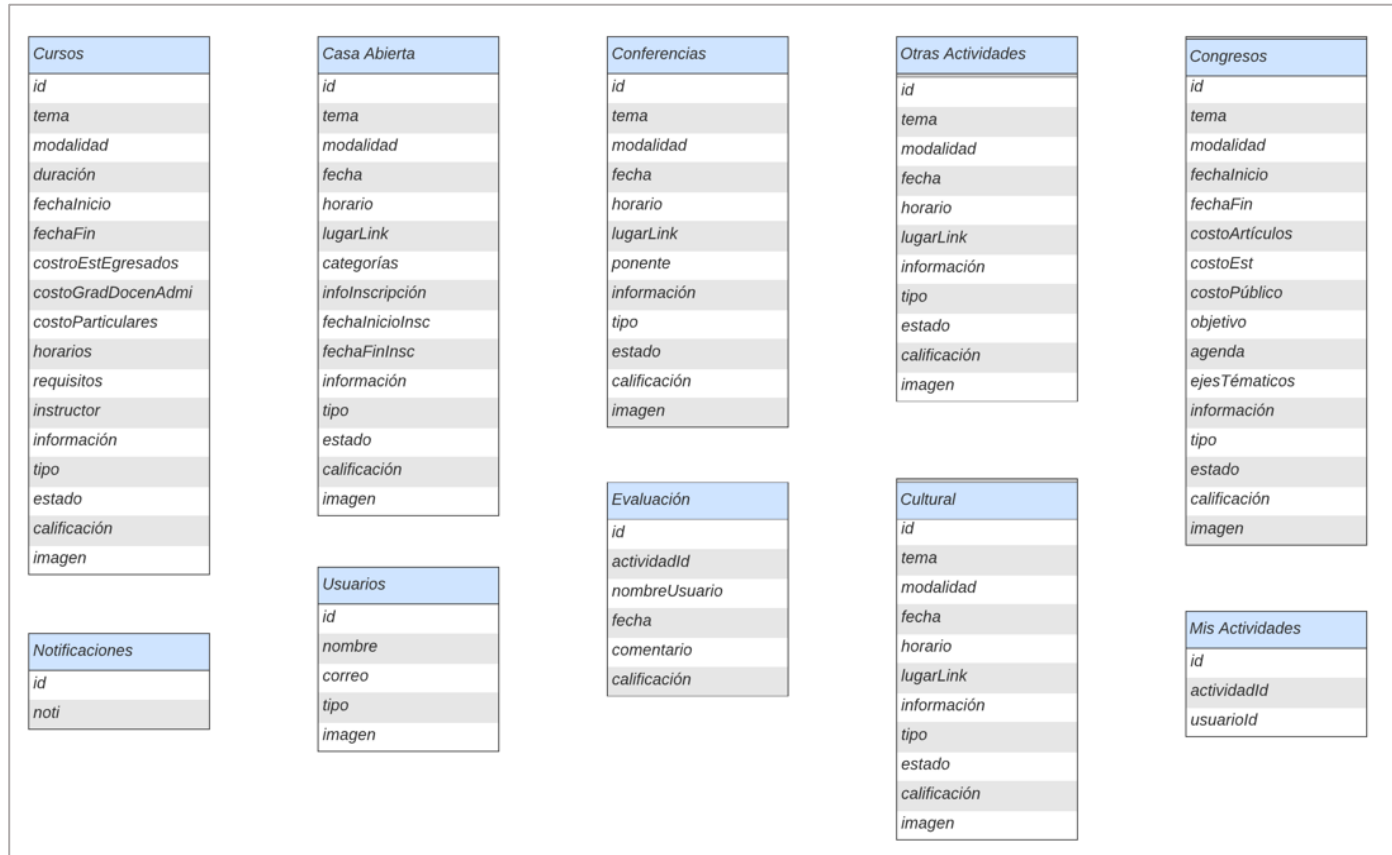 Cursos
id
tema
modalidad
duración
fechaInicio
fechaFin
costroEstEgresados
costoGradDocenAdmi
costoParticulares
horarios
requisitos
instructor
información
tipo
estado
calificación
imagen
Notificaciones
id
noti
Casa Abierta
id
tema
modalidad
fecha
horario
lugarLink
categorías
infoInscripción
fechaInicioInsc
fechaFinInsc
información
tipo
estado
calificación
imagen
Usuarios
id
nombre
correo
tipo
imagen
Conferencias
id
tema
modalidad
fecha
horario
lugarLink
ponente
información
tipo
estado
calificación
imagen
Evaluación
id
actividadId
nombreUsuario
fecha
comentario
calificación
Otras Actividades
id
tema
modalidad
fecha
horario
lugarLink
información
tipo
estado
calificación
imagen
Cultural
id
tema
modalidad
fecha
horario
lugarLink
información
tipo
estado
calificación
imagen
Congresos
id
tema
modalidad
fechaInicio
fechaFin
costoArtículos
costoEst
costoPúblico
objetivo
agenda
ejesTématicos
información
tipo
estado
calificación
imagen
Mis Actividades
id
actividadId
usuarioId